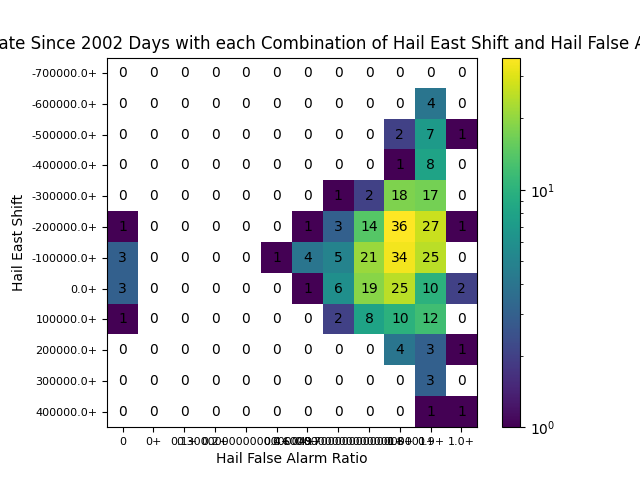 ate Since 2002 Days with each Combination of Hail East Shift and Hail False A
-700000.0+ 0 0 0 0 0 0 0 0 0 0 0 0
-600000.0+ 0 0 0 0 0 0 0 0 0 0 4 0
-500000.0+ 0 0 0 0 0 0 0 0 0 2 7 1
-400000.0+ 0 0 0 0 0 0 0 0 0 1 8 0
-300000.0+ 0 0 0 0 0 0 0 1 2 18 17 0
-200000.0+ 1 0 0 0 0 0 1 3 14 36 27 1
-100000.0+ 3 0 0 0 0 1 4 5 21 34 25 0
0.0+ 3 0 0 0 0 0 1 6 19 25 10 2
100000.0+ 1 0 0 0 0 0 0 2 8 10 12 0
200000.0+ 0 0 0 0 0 0 0 0 0 4 3 1
300000.0+ 0 0 0 0 0 0 0 0 0 0 3 0
400000.0+ 0 0 0 0 0 0 0 0 0 0 1 1
0 0+ 1.0+
Hail False Alarm Ratio
Hail East Shift
10¹
10⁰